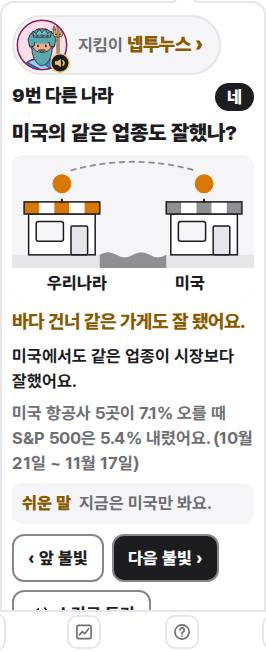 지킴이 넵투누스 ›
9번 다른 나라
네
미국의 같은 업종도 잘했나?
우리나라
미국
바다 건너 같은 가게도 잘 됐어요.
미국에서도 같은 업종이 시장보다
잘했어요.
미국 항공사 5곳이 7.1% 오를 때
S&P 500은 5.4% 내렸어요. (10월
21일 ~ 11월 17일)
쉬운 말 지금은 미국만 봐요.
‹ 앞 불빛
다음 불빛 ›